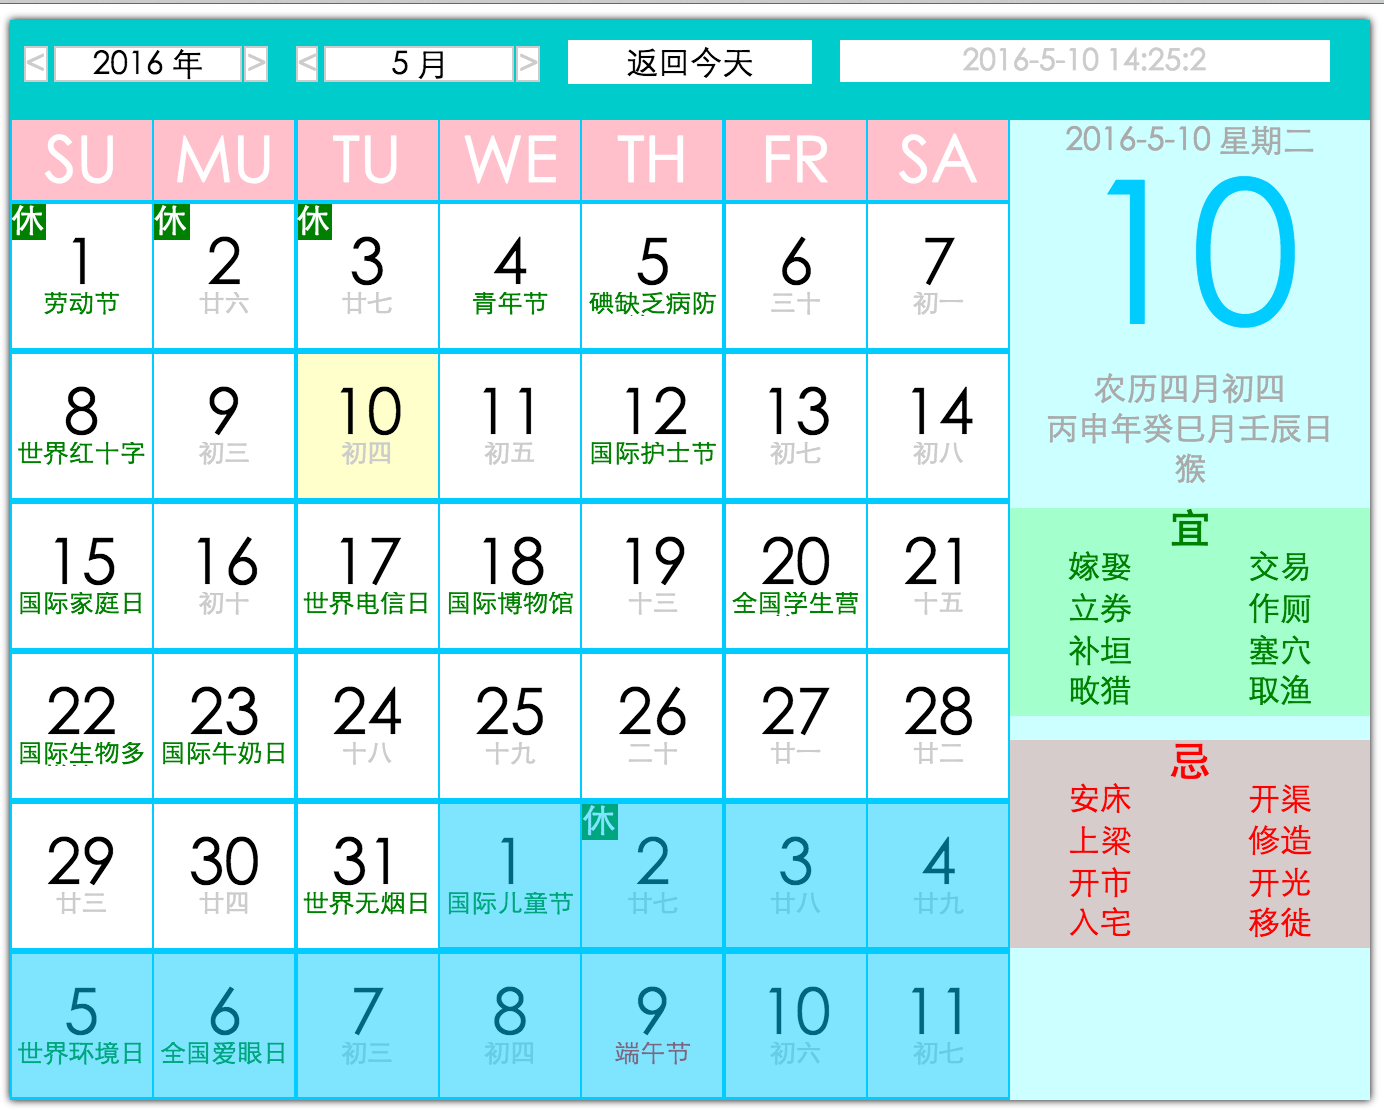 < 2016 年 > < 5 月 > 返回今天 2016-5-10 14:25:2
SU MU TU WE TH FR SA
休 休 休
1 2 3 4 5 6 7
劳动节 廿六 廿七 青年节 碘缺乏病防 三十 初一
8 9 10 11 12 13 14
世界红十字 初三 初四 初五 国际护士节 初七 初八
15 16 17 18 19 20 21
国际家庭日 初十 世界电信日 国际博物馆 十三 全国学生营 十五
22 23 24 25 26 27 28
国际生物多 国际牛奶日 十八 十九 二十 廿一 廿二
休
29 30 31 1 2 3 4
廿三 廿四 世界无烟日 国际儿童节 廿七 廿八 廿九
5 6 7 8 9 10 11
世界环境日 全国爱眼日 初三 初四 端午节 初六 初七
2016-5-10 星期二
10
农历四月初四
丙申年癸巳月壬辰日
猴
宜
嫁娶 交易
立券 作厕
补垣 塞穴
畋猎 取渔
忌
安床 开渠
上梁 修造
开市 开光
入宅 移徙